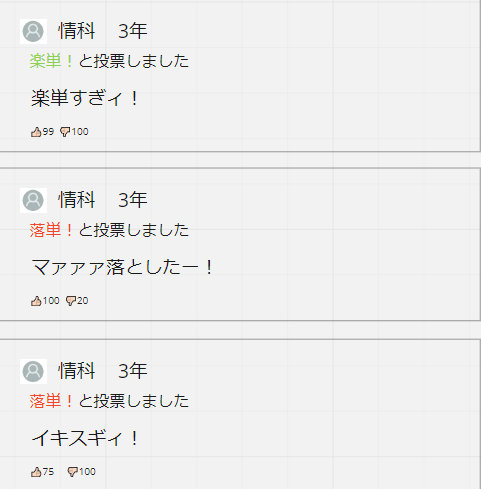 情科 3年
楽単！と投票しました
楽単すぎィ！
99 100
情科 3年
落単！と投票しました
マァァァ落としたー！
100 20
情科 3年
落単！と投票しました
イキスギィ！
75 100